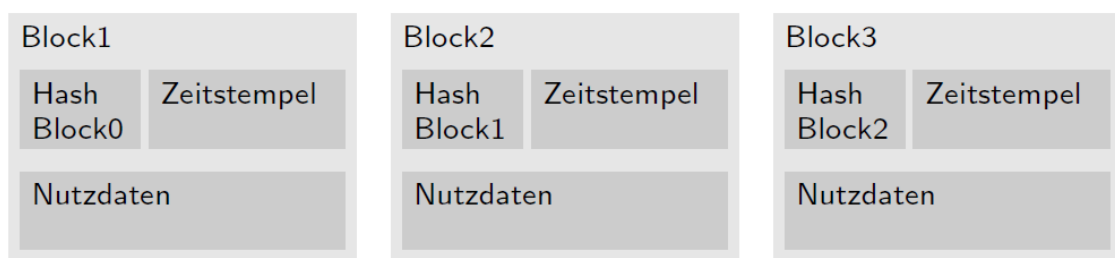 Block1
Hash Zeitstempel
Block0
Nutzdaten
Block2
Hash Zeitstempel
Block1
Nutzdaten
Block3
Hash Zeitstempel
Block2
Nutzdaten